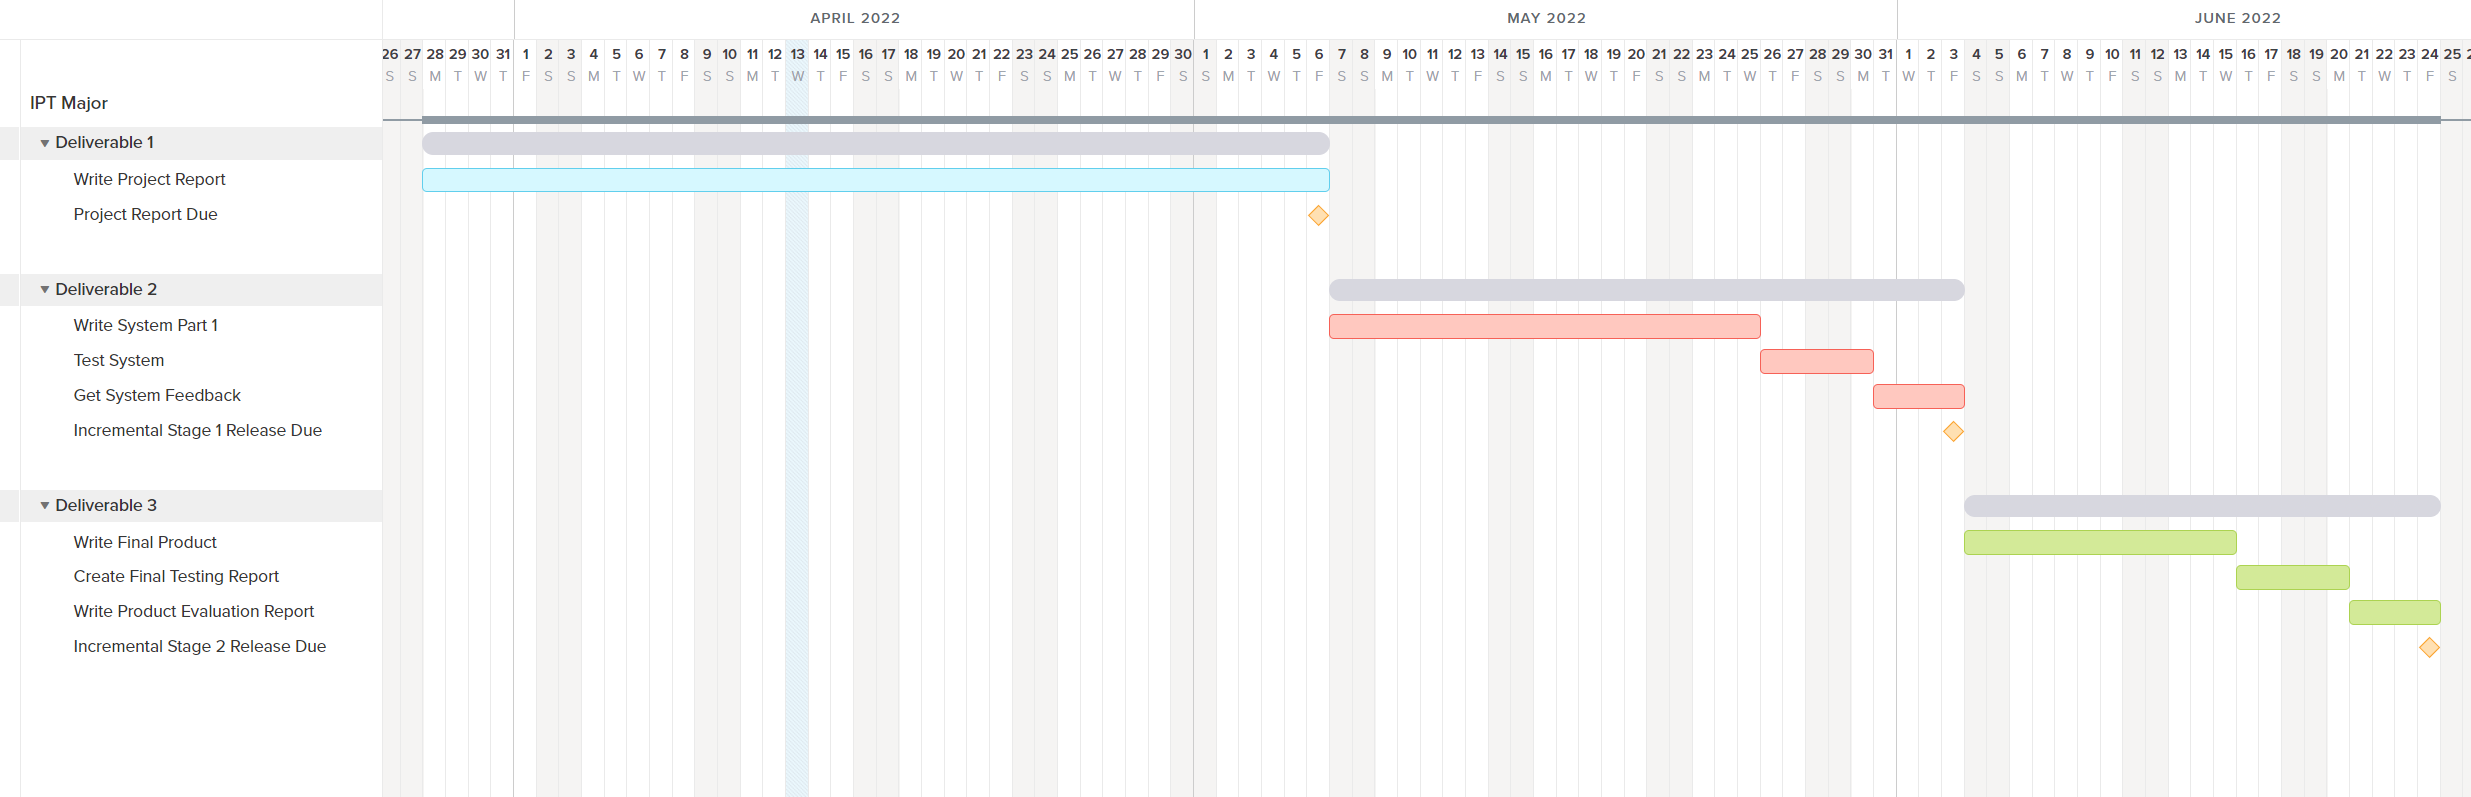 APRIL 2022 MAY 2022 JUNE 2022
26 27 28 29 30 31 1 2 3 4 5 6 7 8 9 10 11 12 13 14 15 16 17 18 19 20 21 22 23 24 25 26 27 28 29 30 1 2 3 4 5 6 7 8 9 10 11 12 13 14 15 16 17 18 19 20 21 22 23 24 25 26 27 28 29 30 31 1 2 3 4 5 6 7 8 9 10 11 12 13 14 15 16 17 18 19 20 21 22 23 24 25
S S M T W T F S S M T W T F S S M T W T F S S M T W T F S S M T W T F S S M T W T F S S M T W T F S S M T W T F S S M T W T F S S M T W T F S S M T W T F S S M T W T F S S M T W T F S
IPT Major
Deliverable 1
Write Project Report
Project Report Due
Deliverable 2
Write System Part 1
Test System
Get System Feedback
Incremental Stage 1 Release Due
Deliverable 3
Write Final Product
Create Final Testing Report
Write Product Evaluation Report
Incremental Stage 2 Release Due